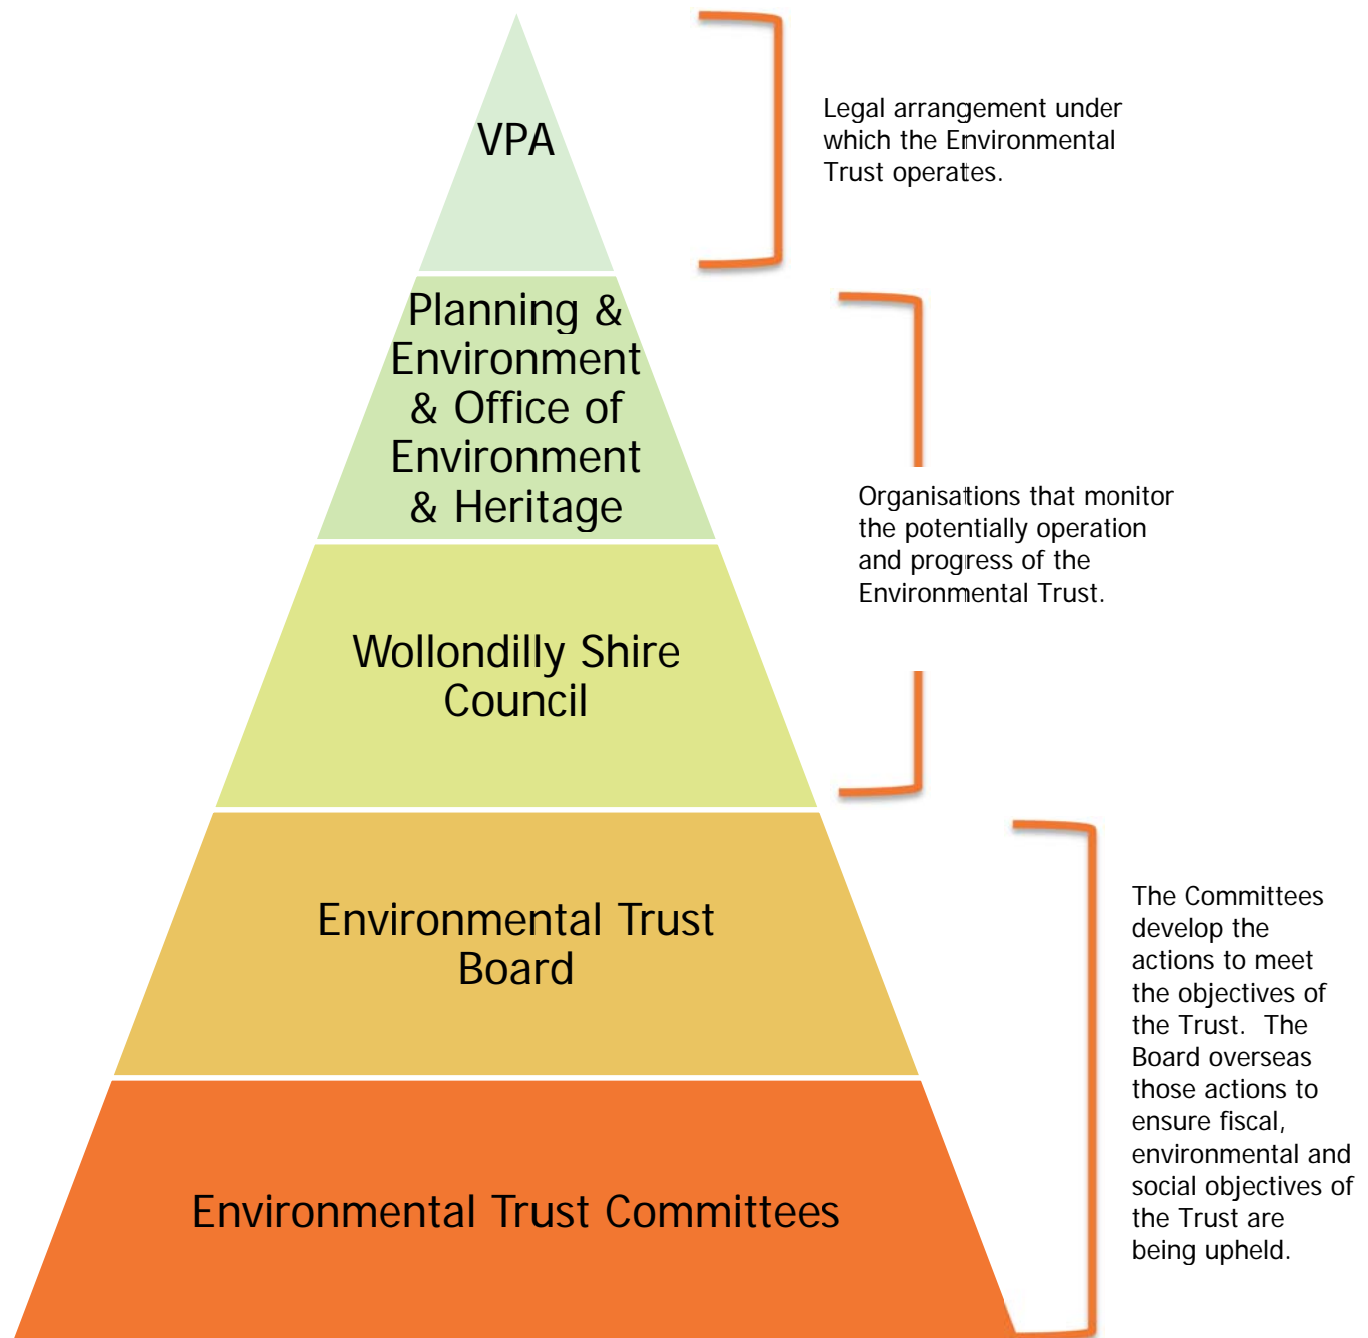 VPA
Legal arrangement under
which the Environmental
Trust operates.
Planning &
Environment
& Office of
Environment
& Heritage
Organisations that monitor
the potentially operation
and progress of the
Environmental Trust.
Wollondilly Shire
Council
Environmental Trust
Board
The Committees
develop the
actions to meet
the objectives of
the Trust. The
Board overseas
those actions to
ensure fiscal,
environmental and
social objectives of
the Trust are
being upheld.
Environmental Trust Committees